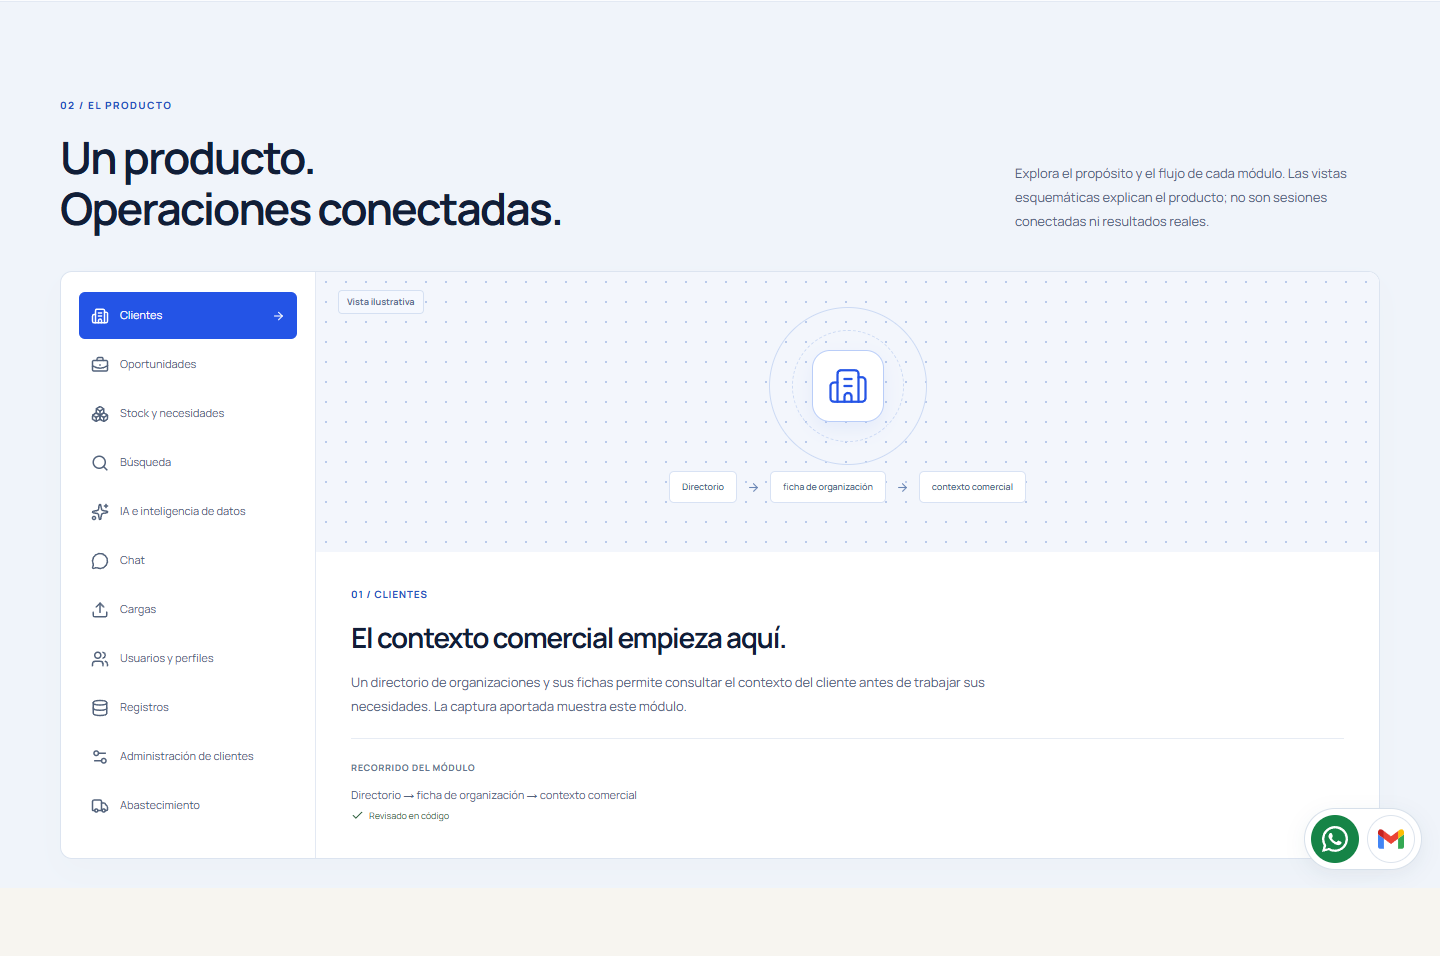 02 / EL PRODUCTO
Un producto.
Operaciones conectadas.
Explora el propósito y el flujo de cada módulo. Las vistas
esquemáticas explican el producto; no son sesiones
conectadas ni resultados reales.
Clientes
Oportunidades
Stock y necesidades
Búsqueda
IA e inteligencia de datos
Chat
Cargas
Usuarios y perfiles
Registros
Administración de clientes
Abastecimiento
Vista ilustrativa
Directorio → ficha de organización → contexto comercial
01 / CLIENTES
El contexto comercial empieza aquí.
Un directorio de organizaciones y sus fichas permite consultar el contexto del cliente antes de trabajar sus
necesidades. La captura aportada muestra este módulo.
RECORRIDO DEL MÓDULO
Directorio → ficha de organización → contexto comercial
Revisado en código